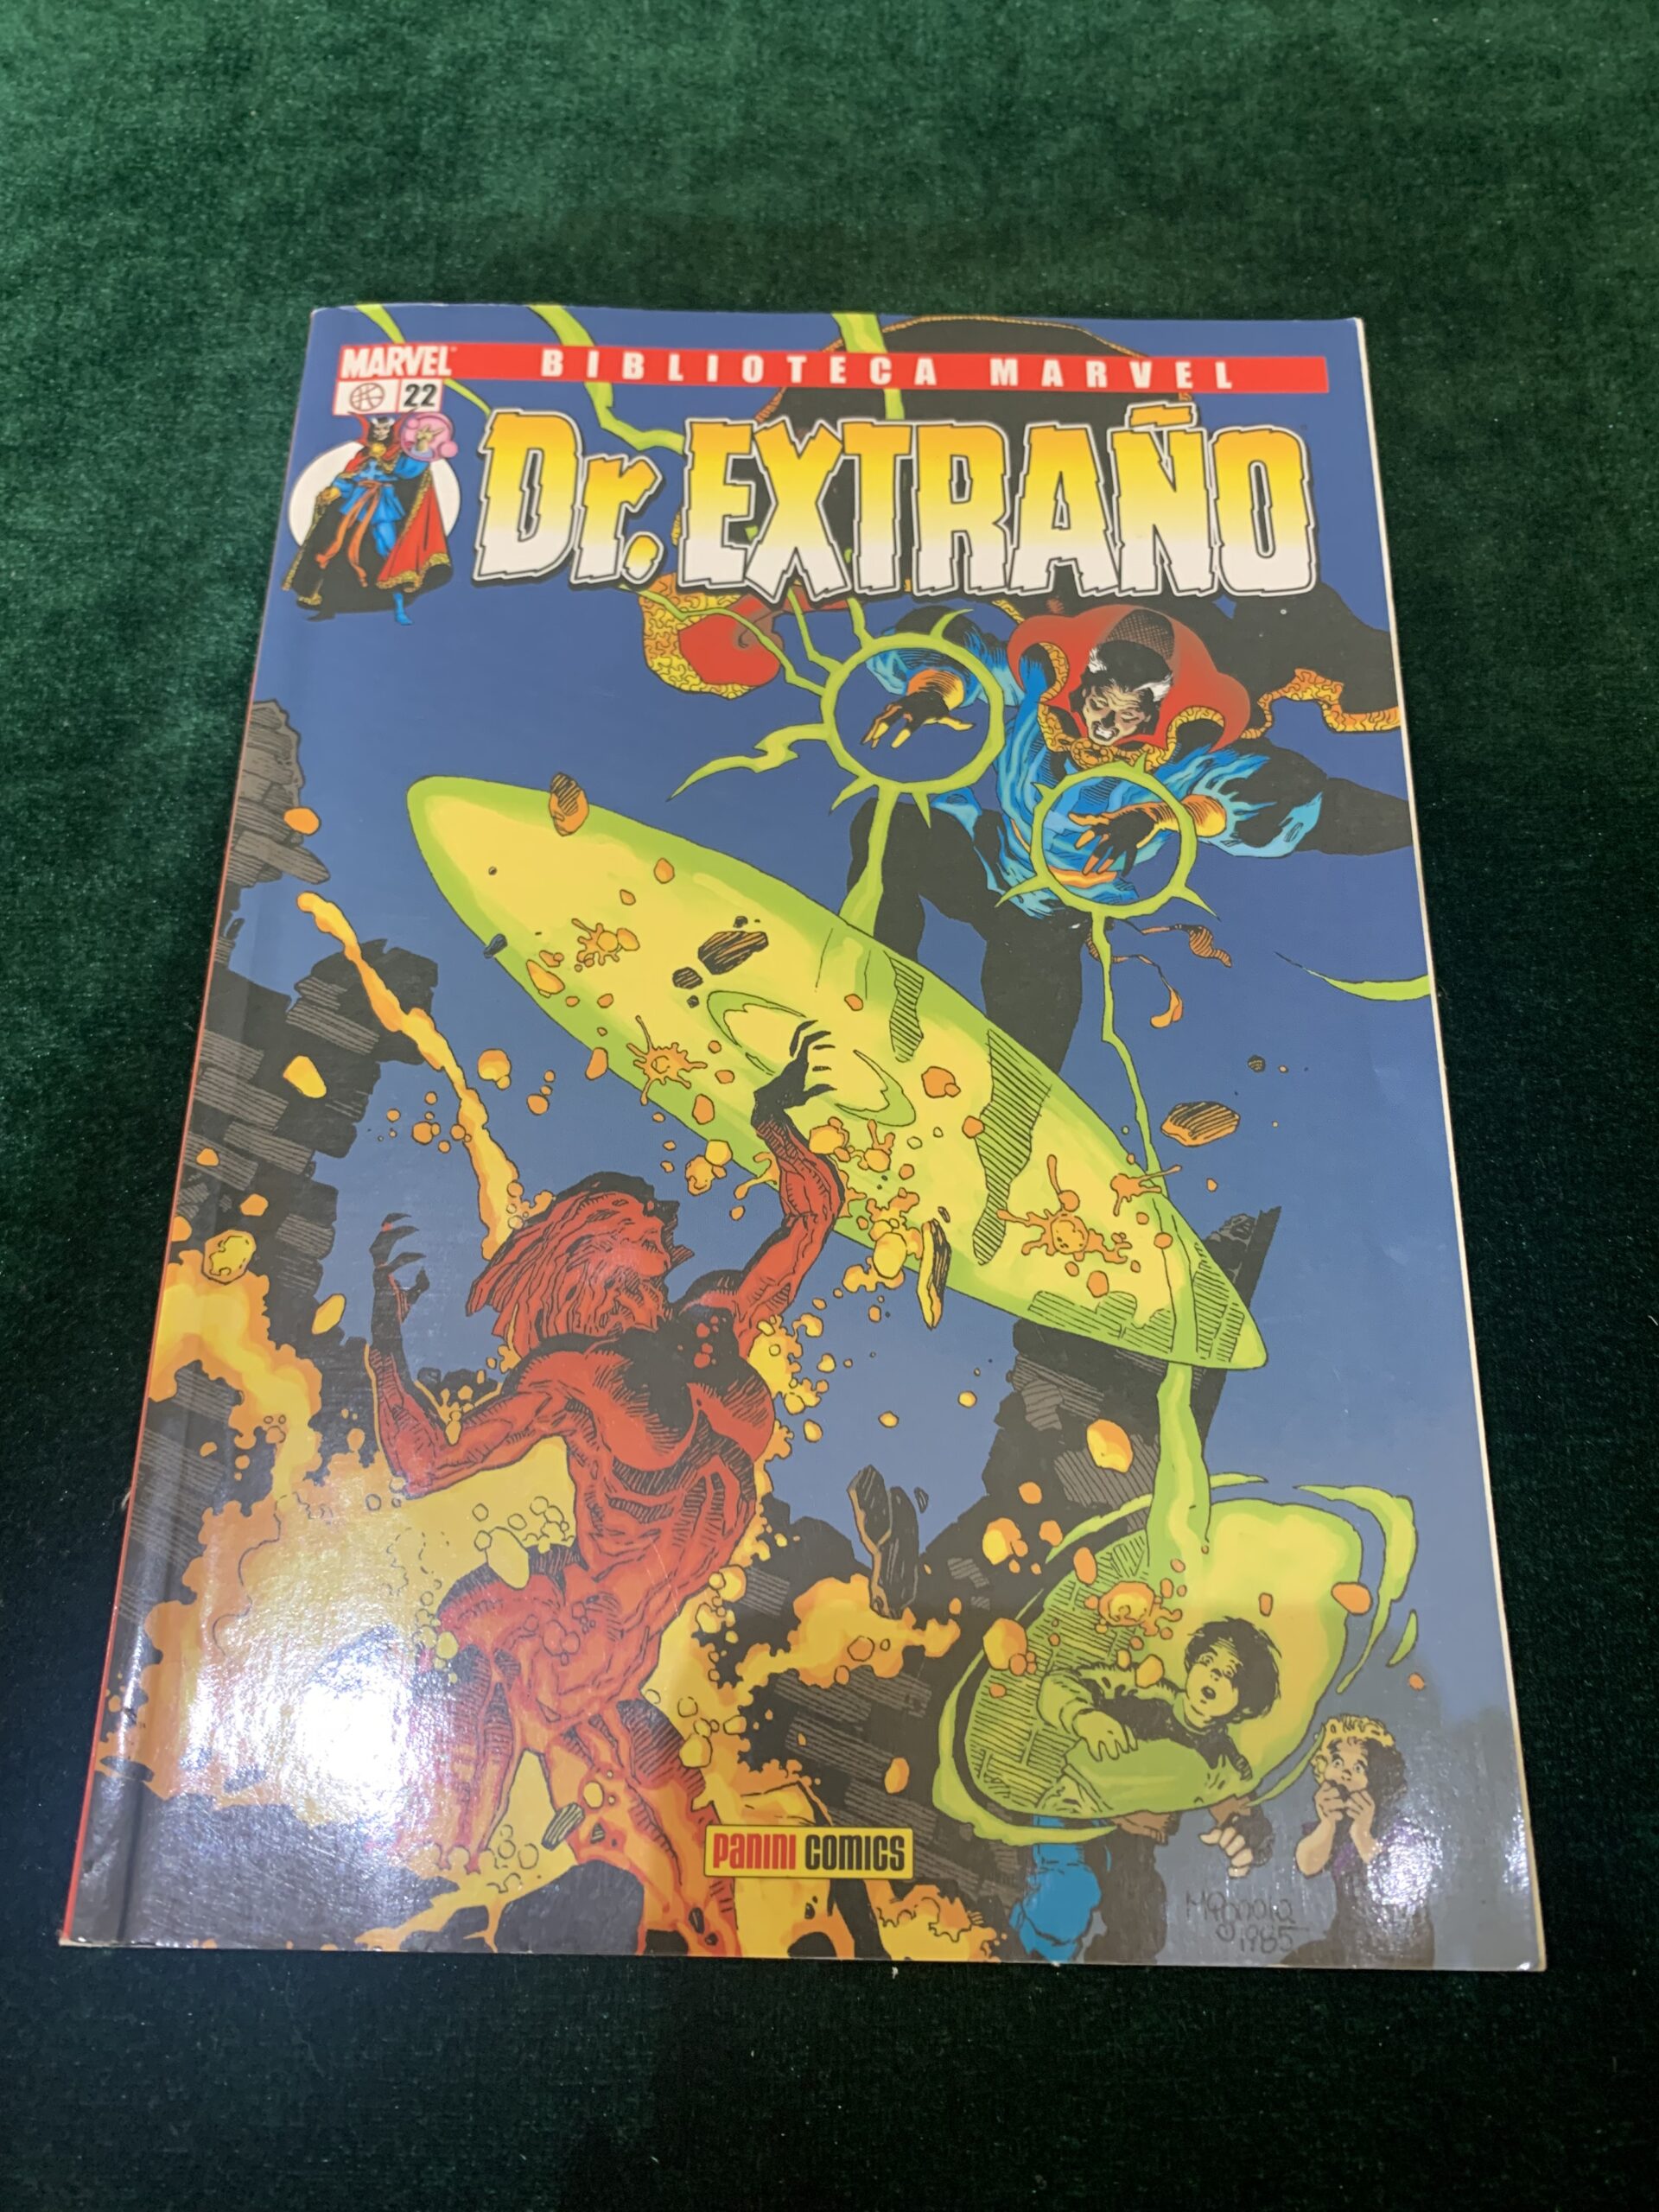 MARVEL
BIBLIOTECA MARVEL
22
Dr. EXTRAÑO
PANINI COMICS
Mignola
1985